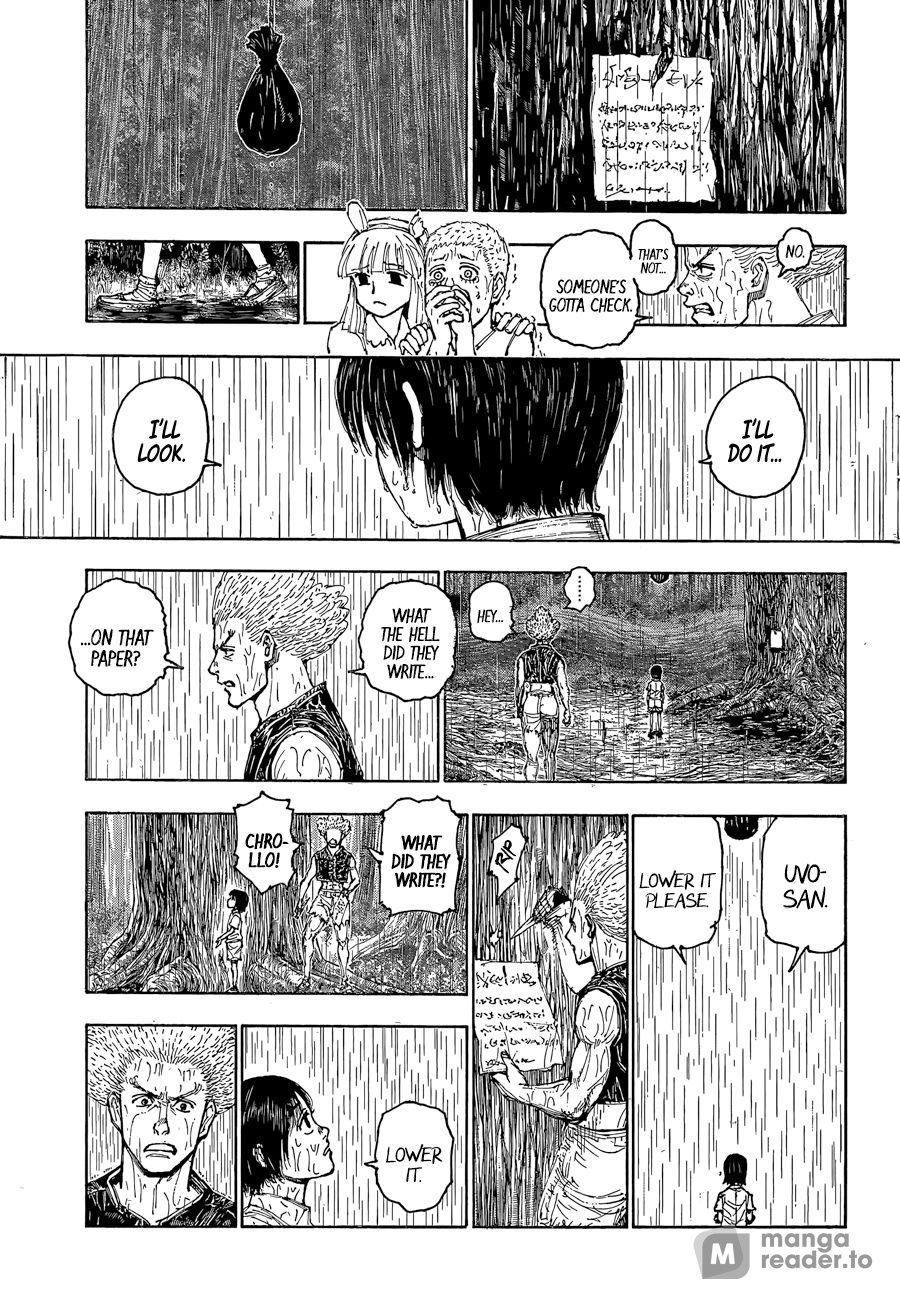 NO.
THAT'S
NOT...
SOMEONE'S
GOTTA CHECK.
I'LL
DO IT...
I'LL
LOOK.
........
HEY...
WHAT
THE HELL
DID THEY
WRITE...
...ON THAT
PAPER?
UVO-
SAN.
LOWER IT
PLEASE.
RIP
WHAT
DID THEY
WRITE?!
CHRO-
LLO!
LOWER
IT.
M
manga
reader.to